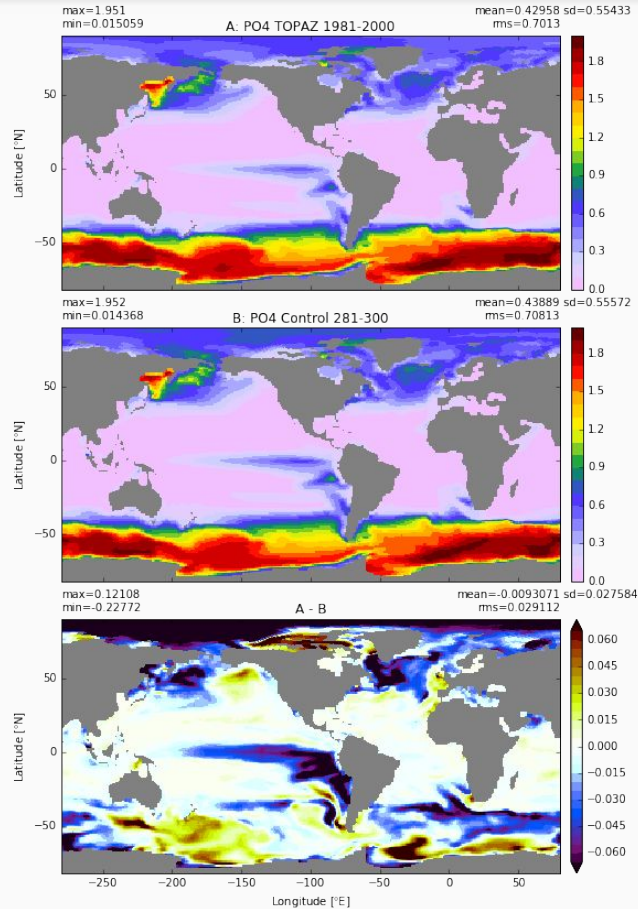 max=1.951
min=0.015059
A: PO4 TOPAZ 1981-2000
mean=0.42958 sd=0.55433
rms=0.7013
Latitude [°N]
50
0
−50
1.8
1.5
1.2
0.9
0.6
0.3
0.0
max=1.952
min=0.014368
B: PO4 Control 281-300
mean=0.43889 sd=0.55572
rms=0.70813
Latitude [°N]
50
0
−50
1.8
1.5
1.2
0.9
0.6
0.3
0.0
max=0.12108
min=-0.22772
A - B
mean=-0.0093071 sd=0.027584
rms=0.029112
Latitude [°N]
50
0
−50
0.060
0.045
0.030
0.015
0.000
−0.015
−0.030
−0.045
−0.060
−250 −200 −150 −100 −50 0 50
Longitude [°E]